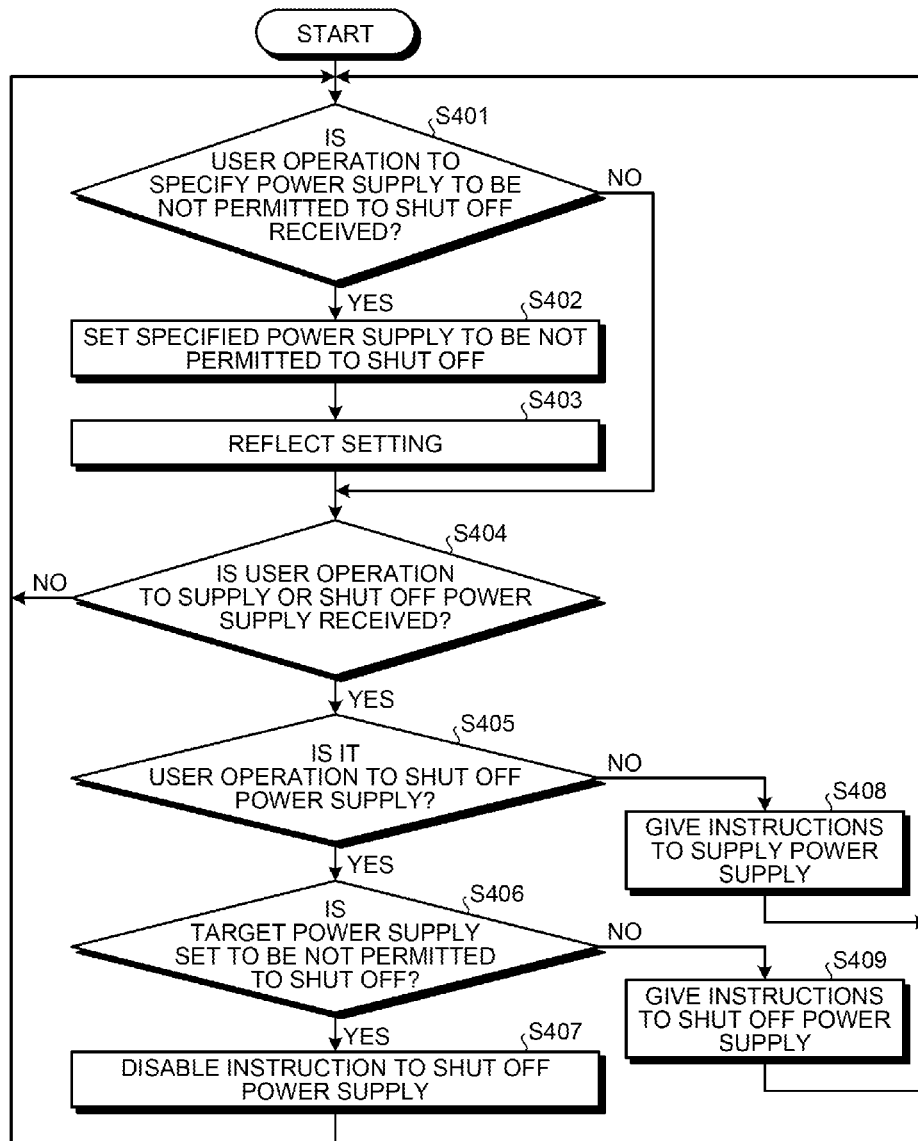 START
S401
IS
USER OPERATION TO
SPECIFY POWER SUPPLY TO BE
NOT PERMITTED TO SHUT OFF
RECEIVED?
NO
YES
S402
SET SPECIFIED POWER SUPPLY TO BE NOT
PERMITTED TO SHUT OFF
S403
REFLECT SETTING
S404
NO
IS USER OPERATION
TO SUPPLY OR SHUT OFF POWER
SUPPLY RECEIVED?
YES
S405
IS IT
USER OPERATION TO SHUT OFF
POWER SUPPLY?
NO
YES
S408
GIVE INSTRUCTIONS
TO SUPPLY POWER
SUPPLY
S406
IS
TARGET POWER SUPPLY
SET TO BE NOT PERMITTED
TO SHUT OFF?
NO
YES
S409
GIVE INSTRUCTIONS
TO SHUT OFF POWER
SUPPLY
S407
DISABLE INSTRUCTION TO SHUT OFF
POWER SUPPLY